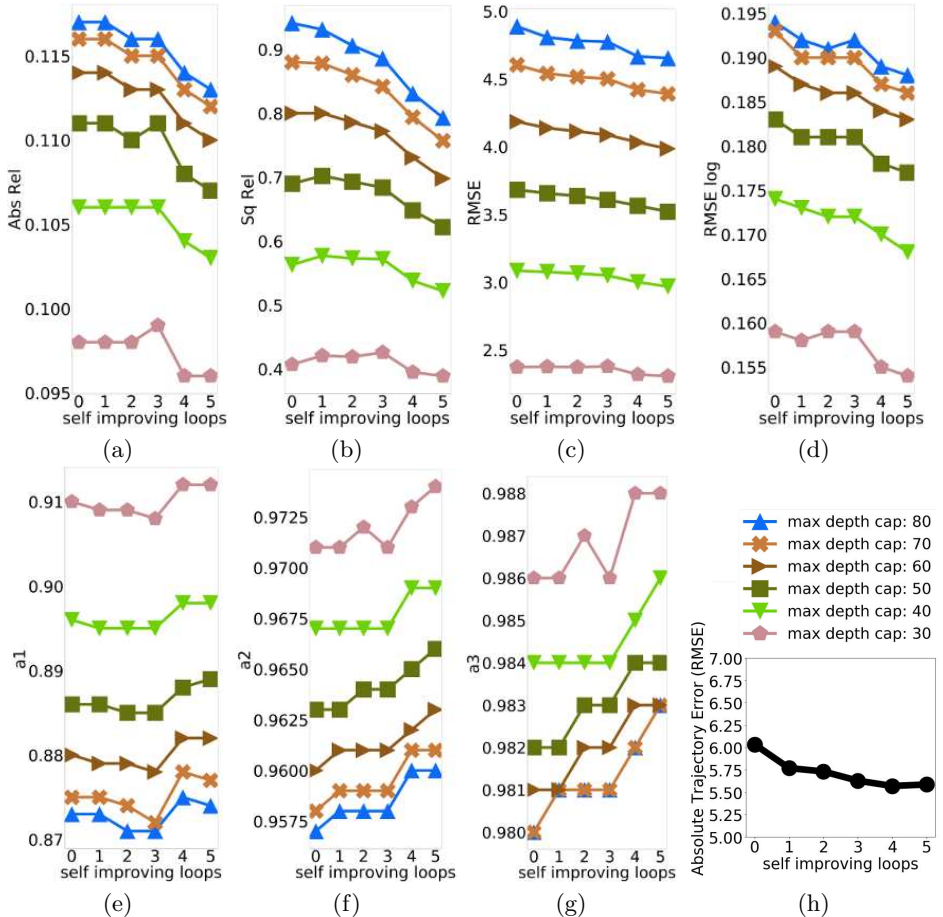 Abs Rel
0.115
0.110
0.105
0.100
0.095
0 1 2 3 4 5
self improving loops
(a)
Sq Rel
0.9
0.8
0.7
0.6
0.5
0.4
0 1 2 3 4 5
self improving loops
(b)
RMSE
5.0
4.5
4.0
3.5
3.0
2.5
0 1 2 3 4 5
self improving loops
(c)
RMSE log
0.195
0.190
0.185
0.180
0.175
0.170
0.165
0.160
0.155
0 1 2 3 4 5
self improving loops
(d)
a1
0.91
0.90
0.89
0.88
0.87
0 1 2 3 4 5
self improving loops
(e)
a2
0.9725
0.9700
0.9675
0.9650
0.9625
0.9600
0.9575
0 1 2 3 4 5
self improving loops
(f)
a3
0.988
0.987
0.986
0.985
0.984
0.983
0.982
0.981
0.980
0 1 2 3 4 5
self improving loops
(g)
max depth cap: 80
max depth cap: 70
max depth cap: 60
max depth cap: 50
max depth cap: 40
max depth cap: 30
Absolute Trajectory Error (RMSE)
7.00
6.75
6.50
6.25
6.00
5.75
5.50
5.25
5.00
0 1 2 3 4 5
self improving loops
(h)